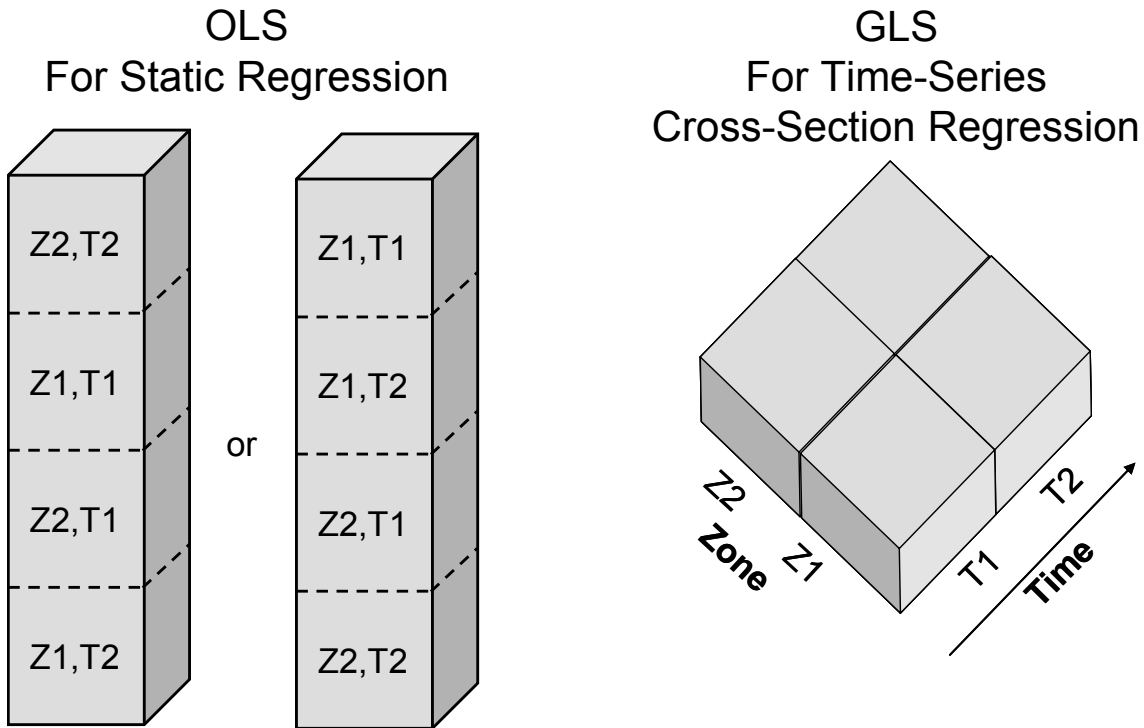 OLS
For Static Regression
Z2,T2
Z1,T1
Z2,T1
Z1,T2
or
Z1,T1
Z1,T2
Z2,T1
Z2,T2
GLS
For Time-Series
Cross-Section Regression
Z2
Z1
Zone
T1
T2
Time